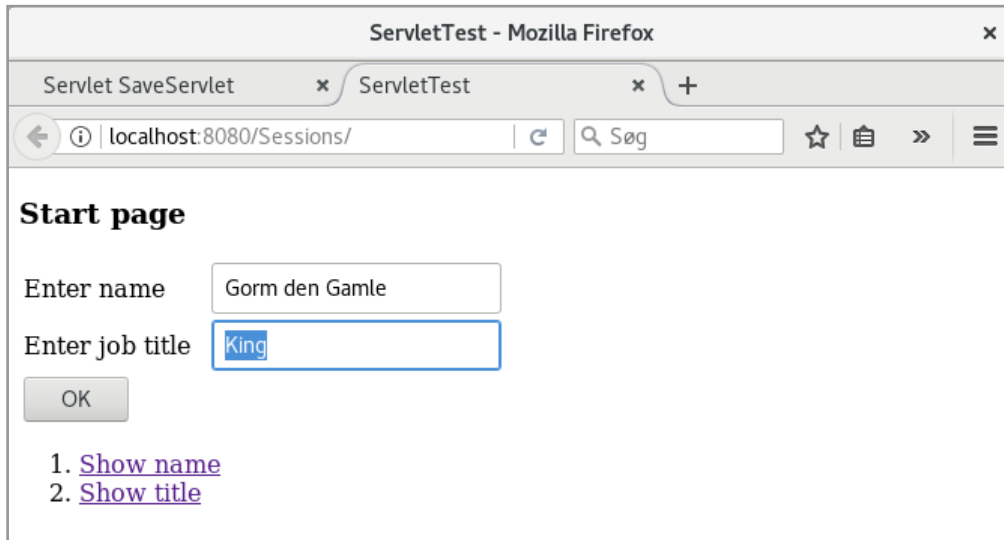 ServletTest - Mozilla Firefox
Servlet SaveServlet ServletTest
localhost:8080/Sessions/ Søg
Start page
Enter name Gorm den Gamle
Enter job title King
OK
1. Show name
2. Show title